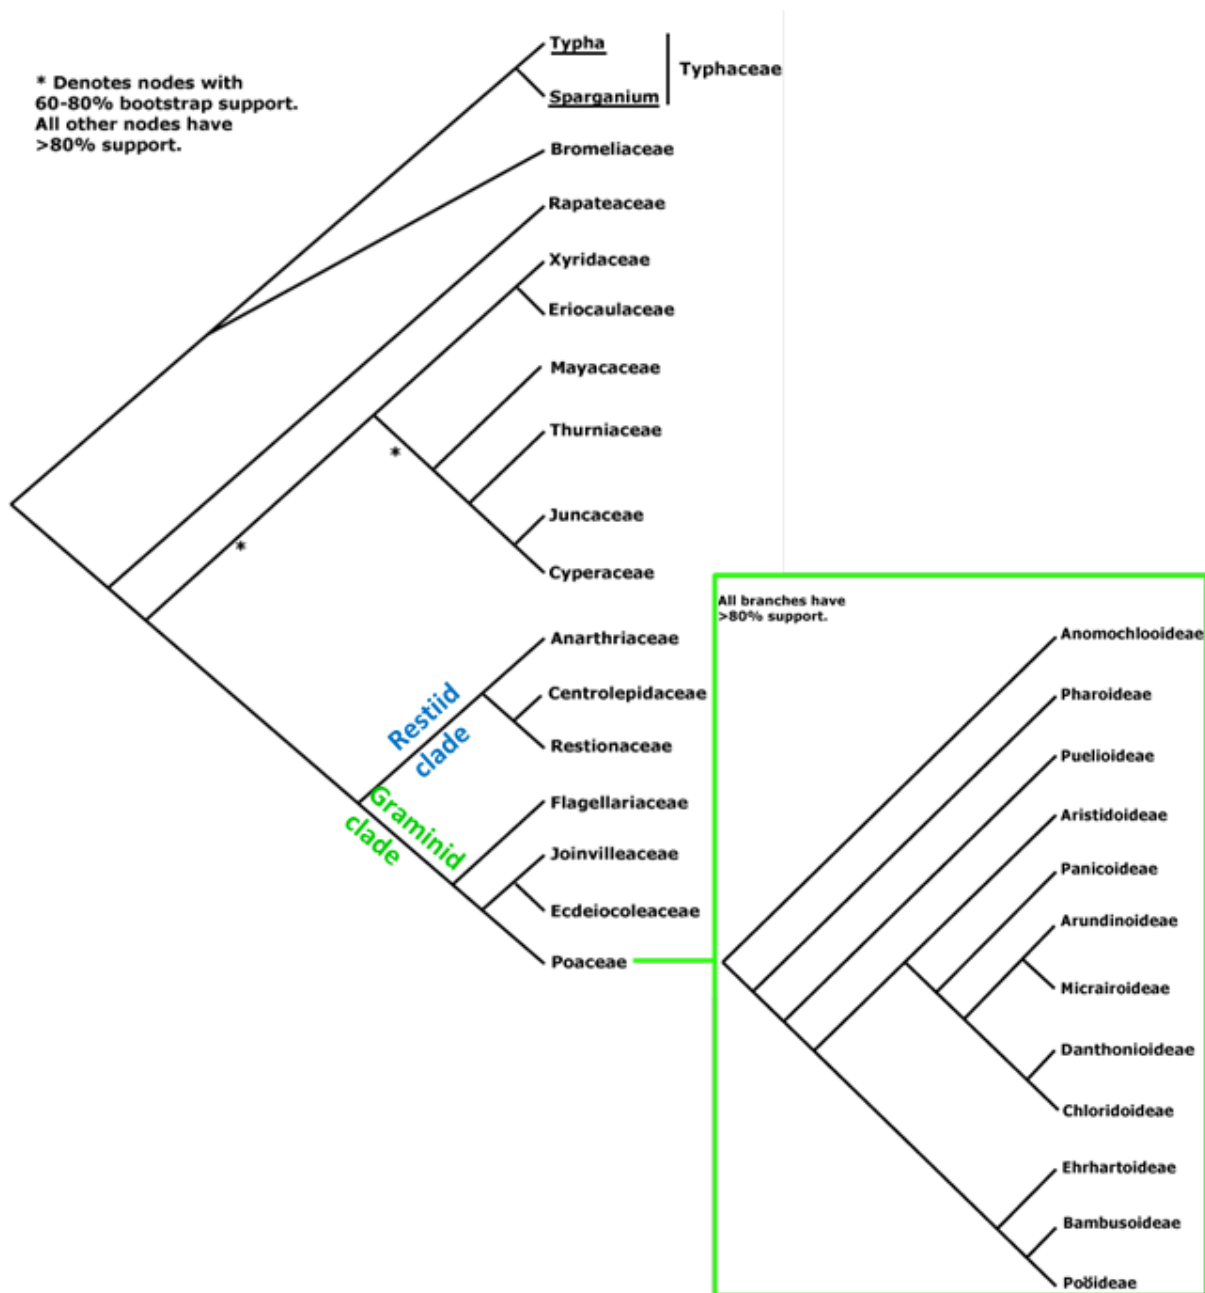 Typha
Typhaceae
* Denotes nodes with
60-80% bootstrap support.
All other nodes have
>80% support.
Sparganium
Bromeliaceae
Rapateaceae
Xyridaceae
Eriocaulaceae
Mayacaceae
Thurniaceae
*
Juncaceae
*
Cyperaceae
Anarthriaceae
Centrolepidaceae
Restionaceae
Restiid
clade
Flagellariaceae
Graminid
clade
Joinvilleaceae
Ecdeiocoleaceae
Poaceae
All branches have
>80% support.
Anomochlooideae
Pharoideae
Puelioideae
Aristidoideae
Panicoideae
Arundinoideae
Micrairoideae
Danthonioideae
Chloridoideae
Ehrhartoideae
Bambusoideae
Poöideae